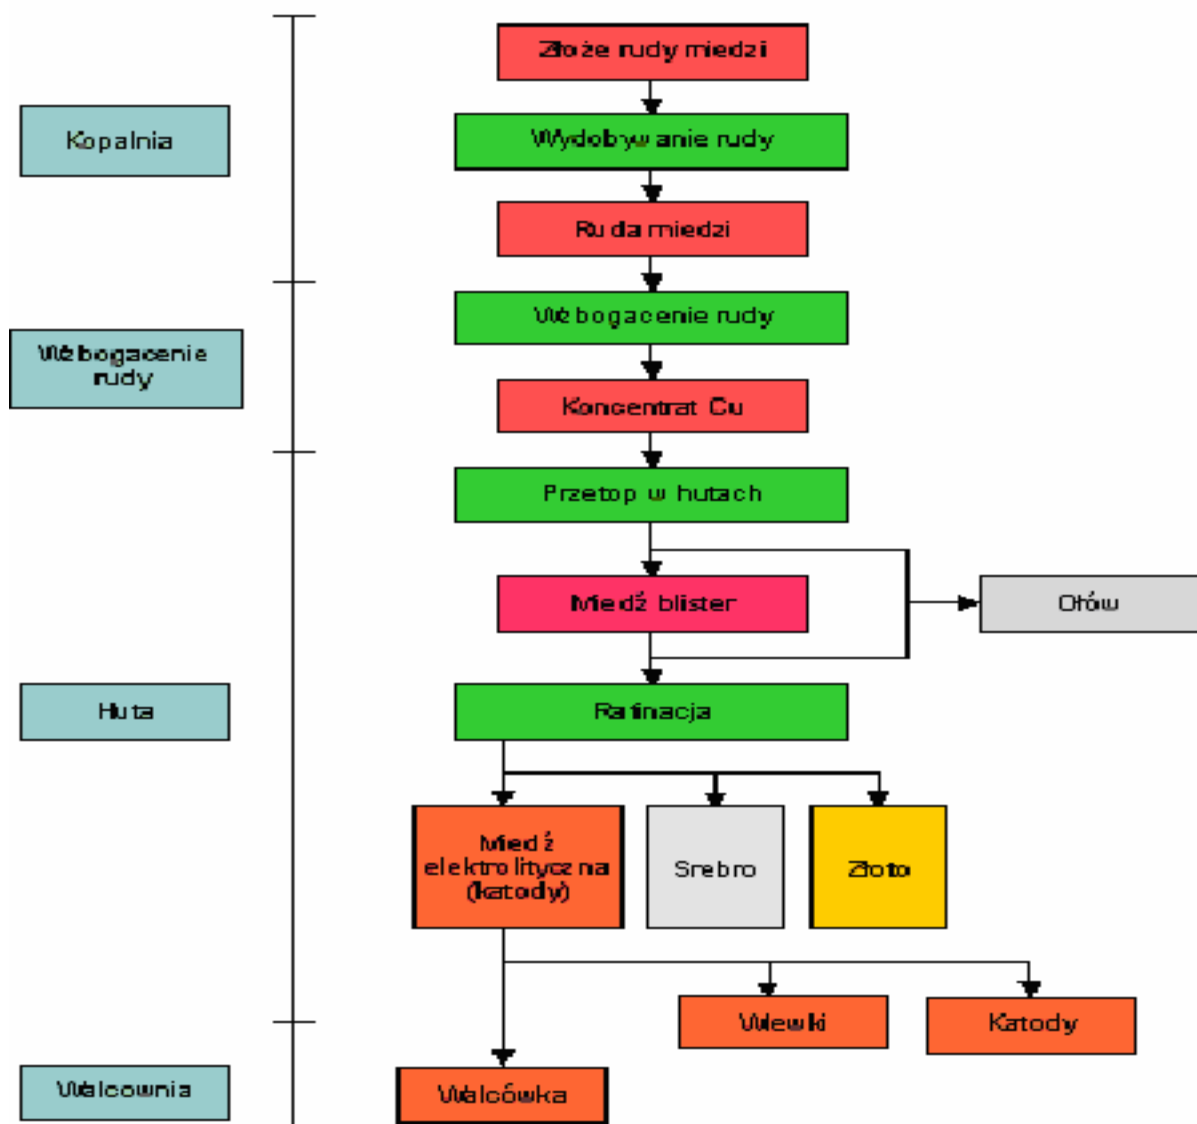 Złoże rudy miedzi
Kopalnia
Wydobywanie rudy
Ruda miedzi
Wzbogacenie rudy
Wzbogacenie
rudy
Koncentrat Cu
Przetop w hutach
Miedź blister
Ołów
Huta
Rafinacja
Miedź
elektrolityczna
(katody)
Srebro
Złoto
Wlewki
Katody
Walcownia
Walcówka